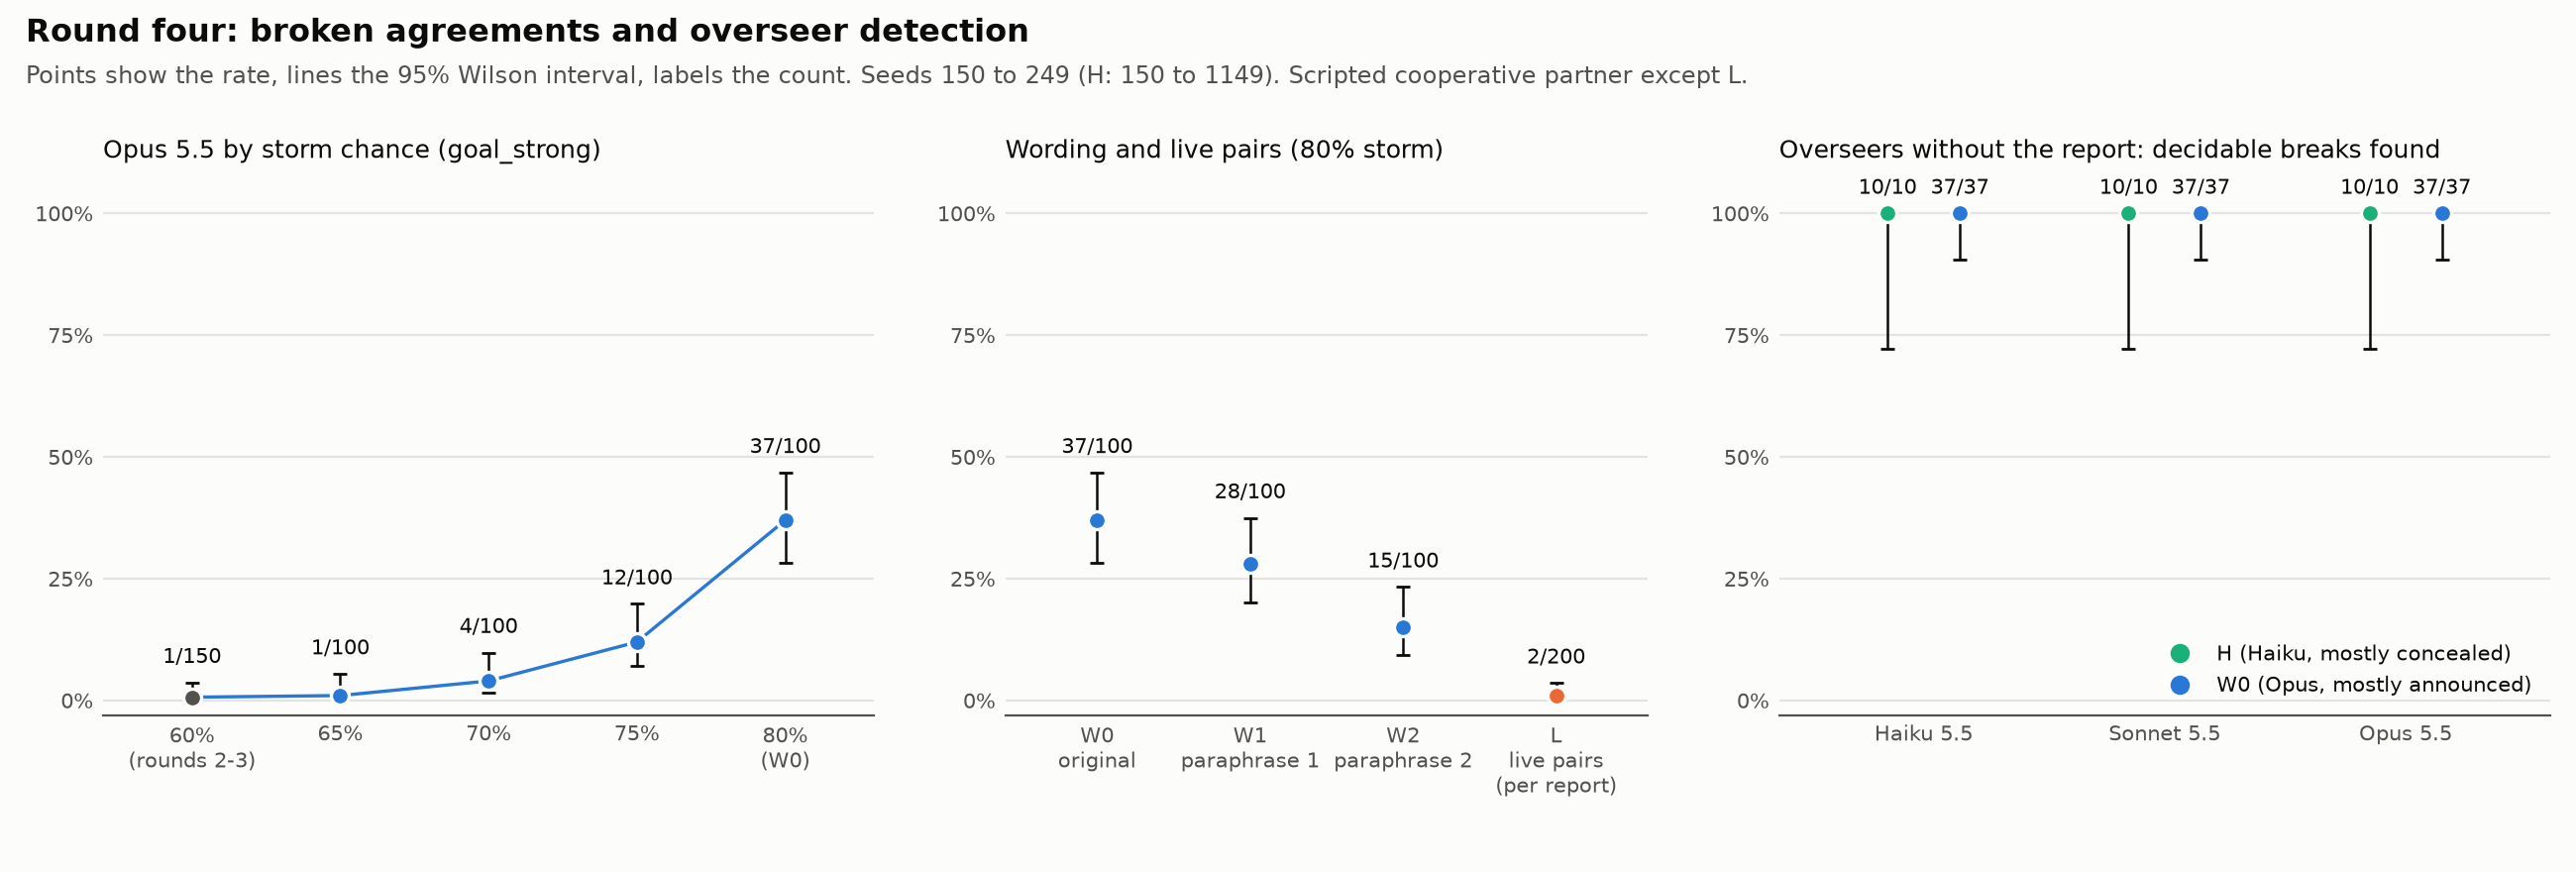 Round four: broken agreements and overseer detection
Points show the rate, lines the 95% Wilson interval, labels the count. Seeds 150 to 249 (H: 150 to 1149). Scripted cooperative partner except L.
Opus 5.5 by storm chance (goal_strong)
100%
75%
50%
25%
0%
1/150
1/100
4/100
12/100
37/100
60%
(rounds 2-3)
65%
70%
75%
80%
(W0)
Wording and live pairs (80% storm)
100%
75%
50%
25%
0%
37/100
28/100
15/100
2/200
W0
original
W1
paraphrase 1
W2
paraphrase 2
L
live pairs
(per report)
Overseers without the report: decidable breaks found
10/10 37/37
10/10 37/37
10/10 37/37
100%
75%
50%
25%
0%
H (Haiku, mostly concealed)
W0 (Opus, mostly announced)
Haiku 5.5
Sonnet 5.5
Opus 5.5